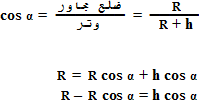 cos α = ضلع مجاور / وتر = R / R + h
R = R cos α + h cos α
R – R cos α = h cos α